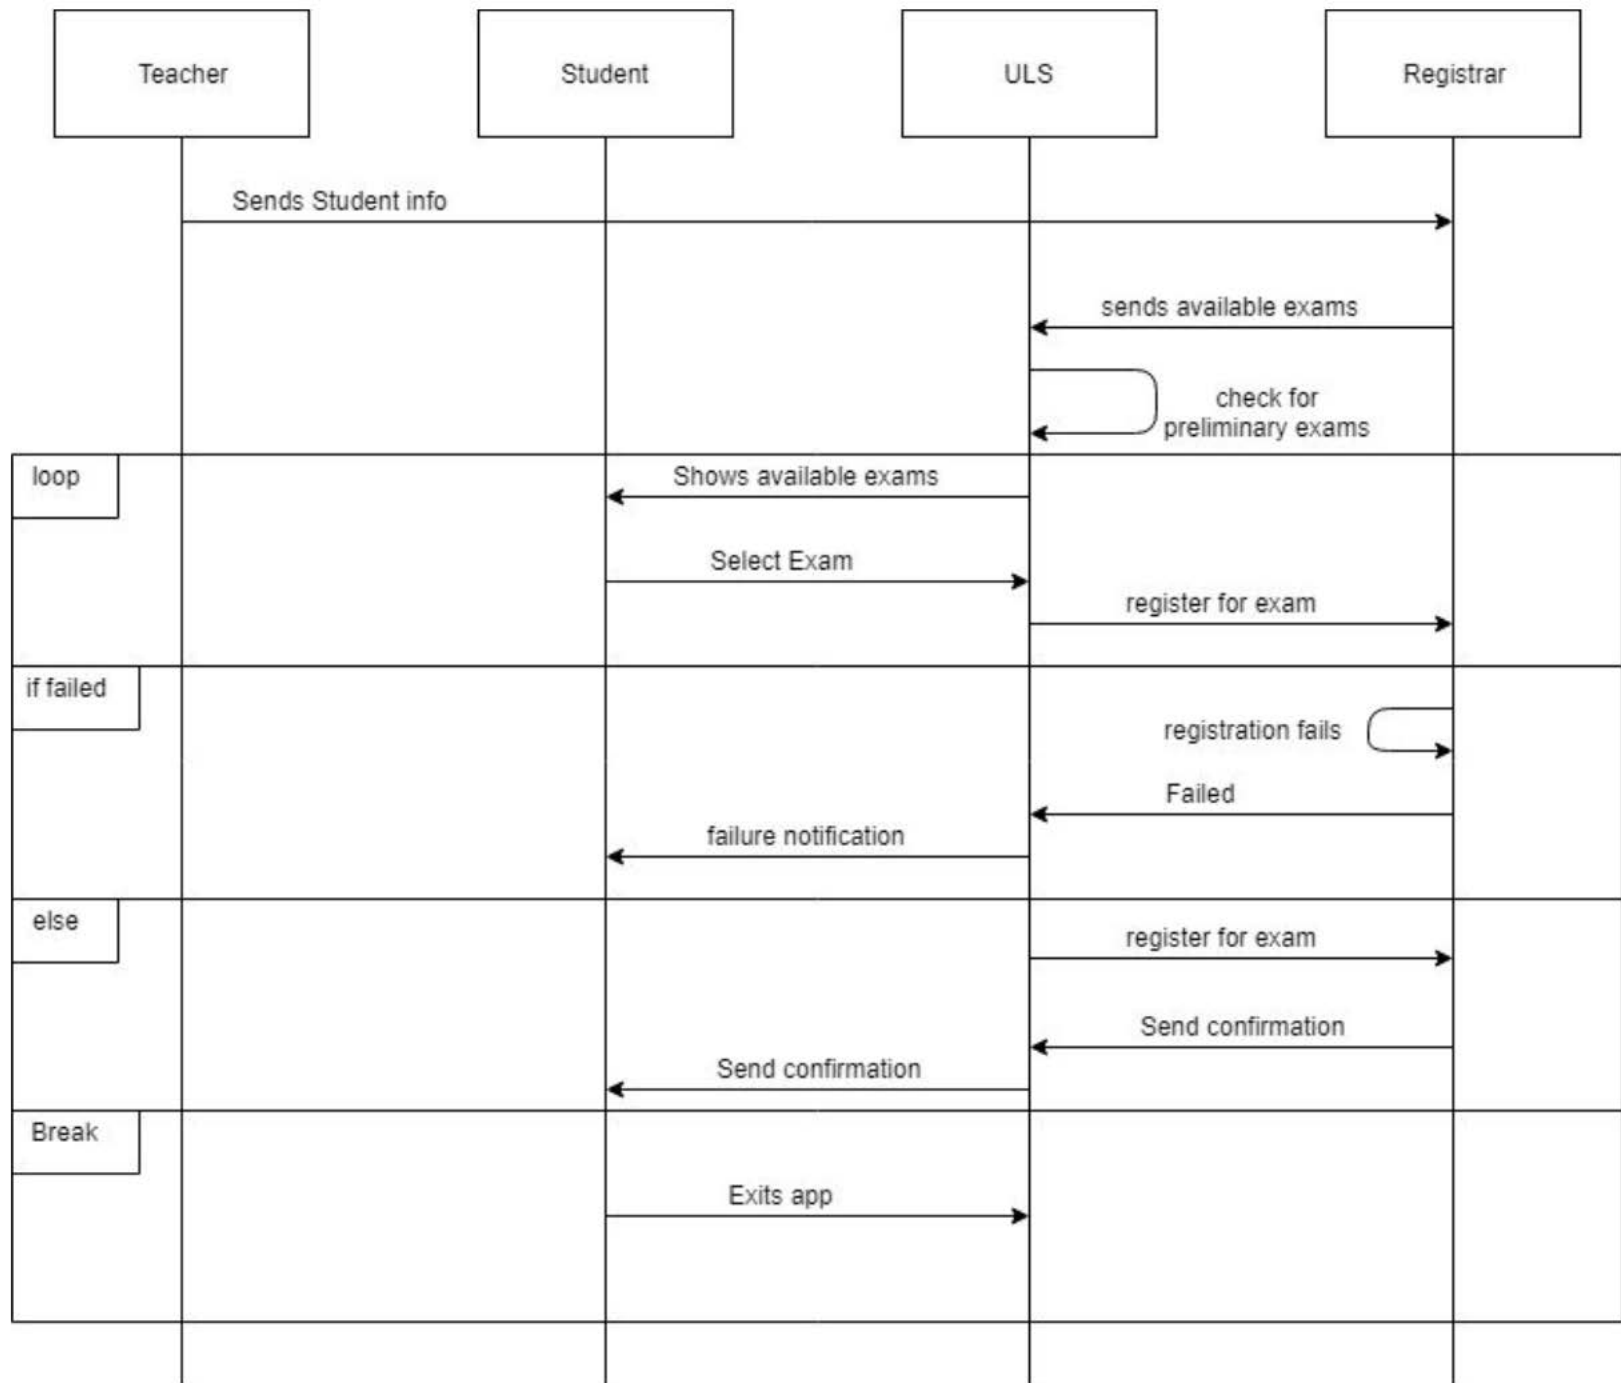 Teacher
Student
ULS
Registrar
Sends Student info
sends available exams
check for
preliminary exams
loop
Shows available exams
Select Exam
register for exam
if failed
registration fails
Failed
failure notification
else
register for exam
Send confirmation
Send confirmation
Break
Exits app